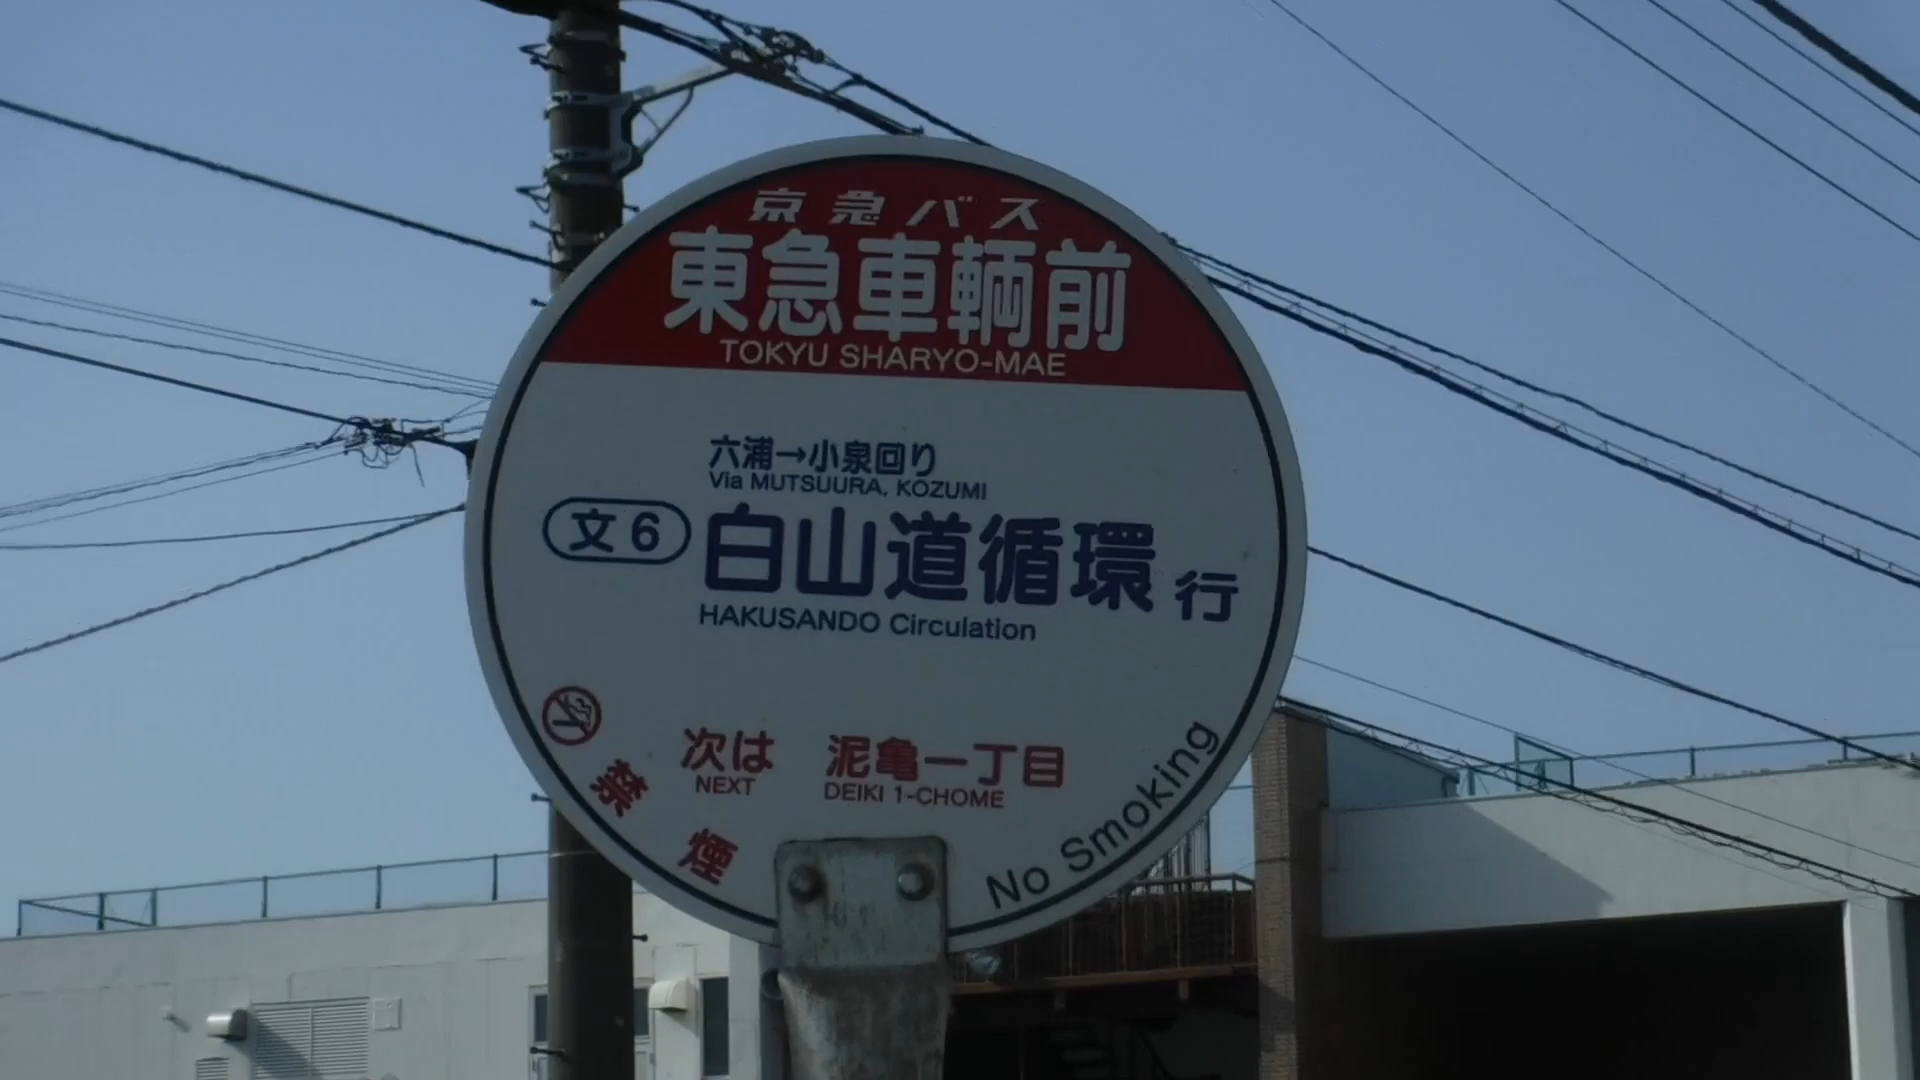 京急バス
東急車輌前
TOKYU SHARYO-MAE
六浦→小泉回り
Via MUTSUURA, KOZUMI
文6 白山道循環 行
HAKUSANDO Circulation
次は 泥亀一丁目
NEXT DEIKI 1-CHOME
禁煙
No Smoking